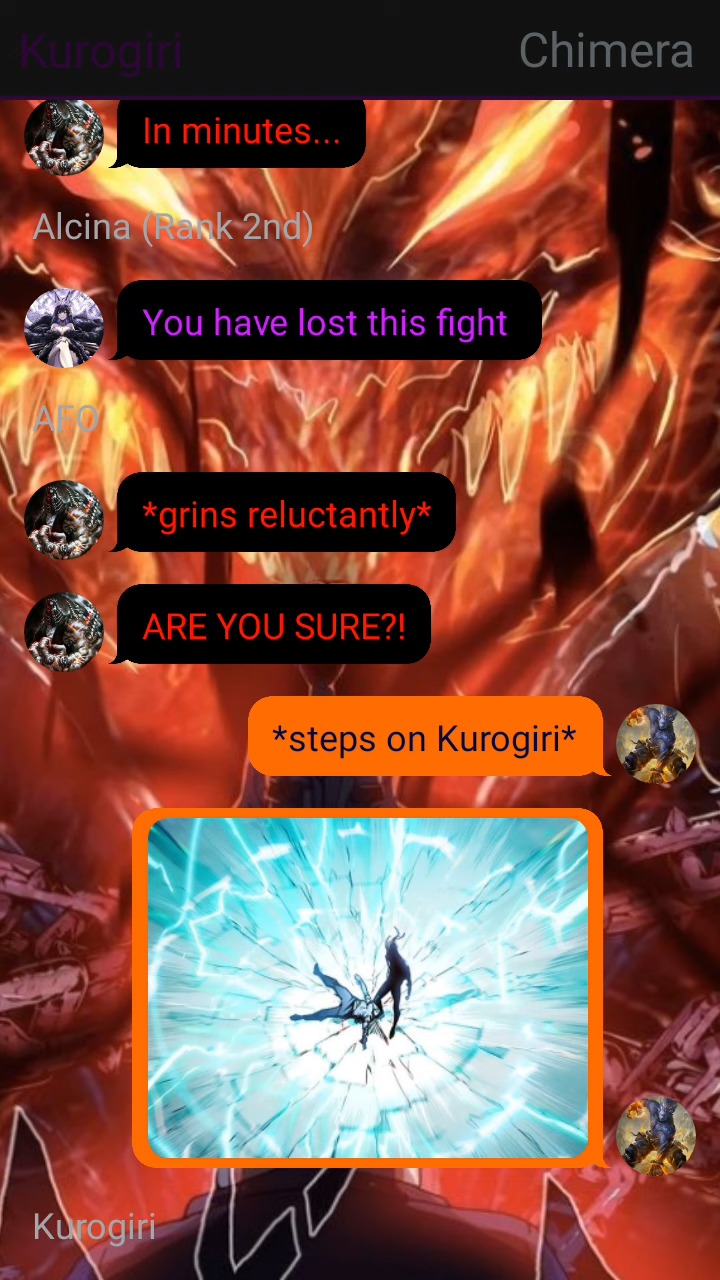 Kurogiri
Chimera
In minutes...
Alcina (Rank 2nd)
You have lost this fight
AFO
*grins reluctantly*
ARE YOU SURE?!
*steps on Kurogiri*
Kurogiri